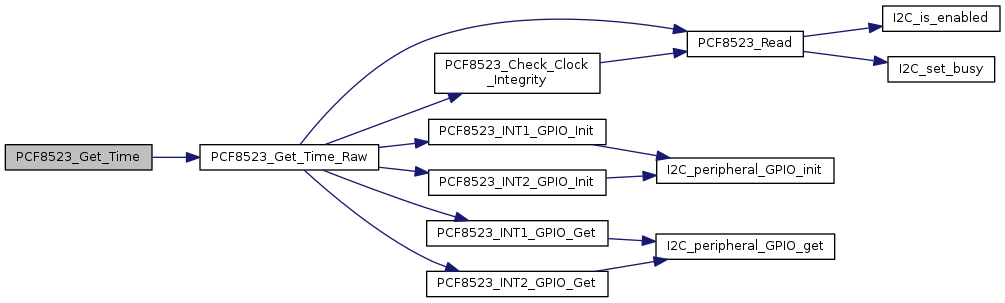 PCF8523_Get_Time
PCF8523_Get_Time_Raw
PCF8523_Check_Clock
_Integrity
PCF8523_INT1_GPIO_Init
PCF8523_INT2_GPIO_Init
PCF8523_INT1_GPIO_Get
PCF8523_INT2_GPIO_Get
PCF8523_Read
I2C_peripheral_GPIO_init
I2C_peripheral_GPIO_get
I2C_is_enabled
I2C_set_busy